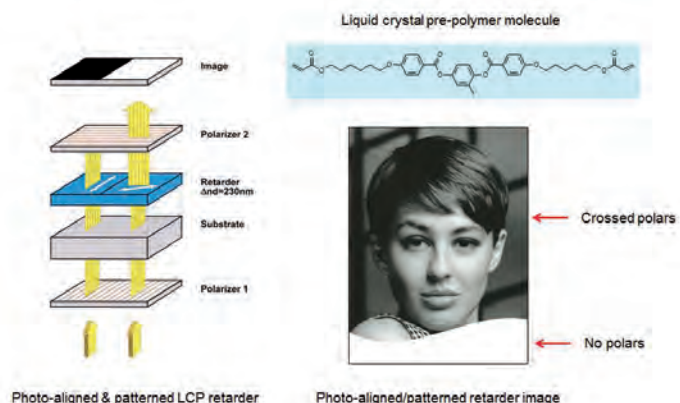 Liquid crystal pre-polymer molecule
O
O
O
O
O
O
O
O
Image
Polarizer 2
Retarder
Δnd=230nm
Substrate
Polarizer 1
Crossed polars
No polars
Photo-aligned & patterned LCP retarder
Photo-aligned/patterned retarder image